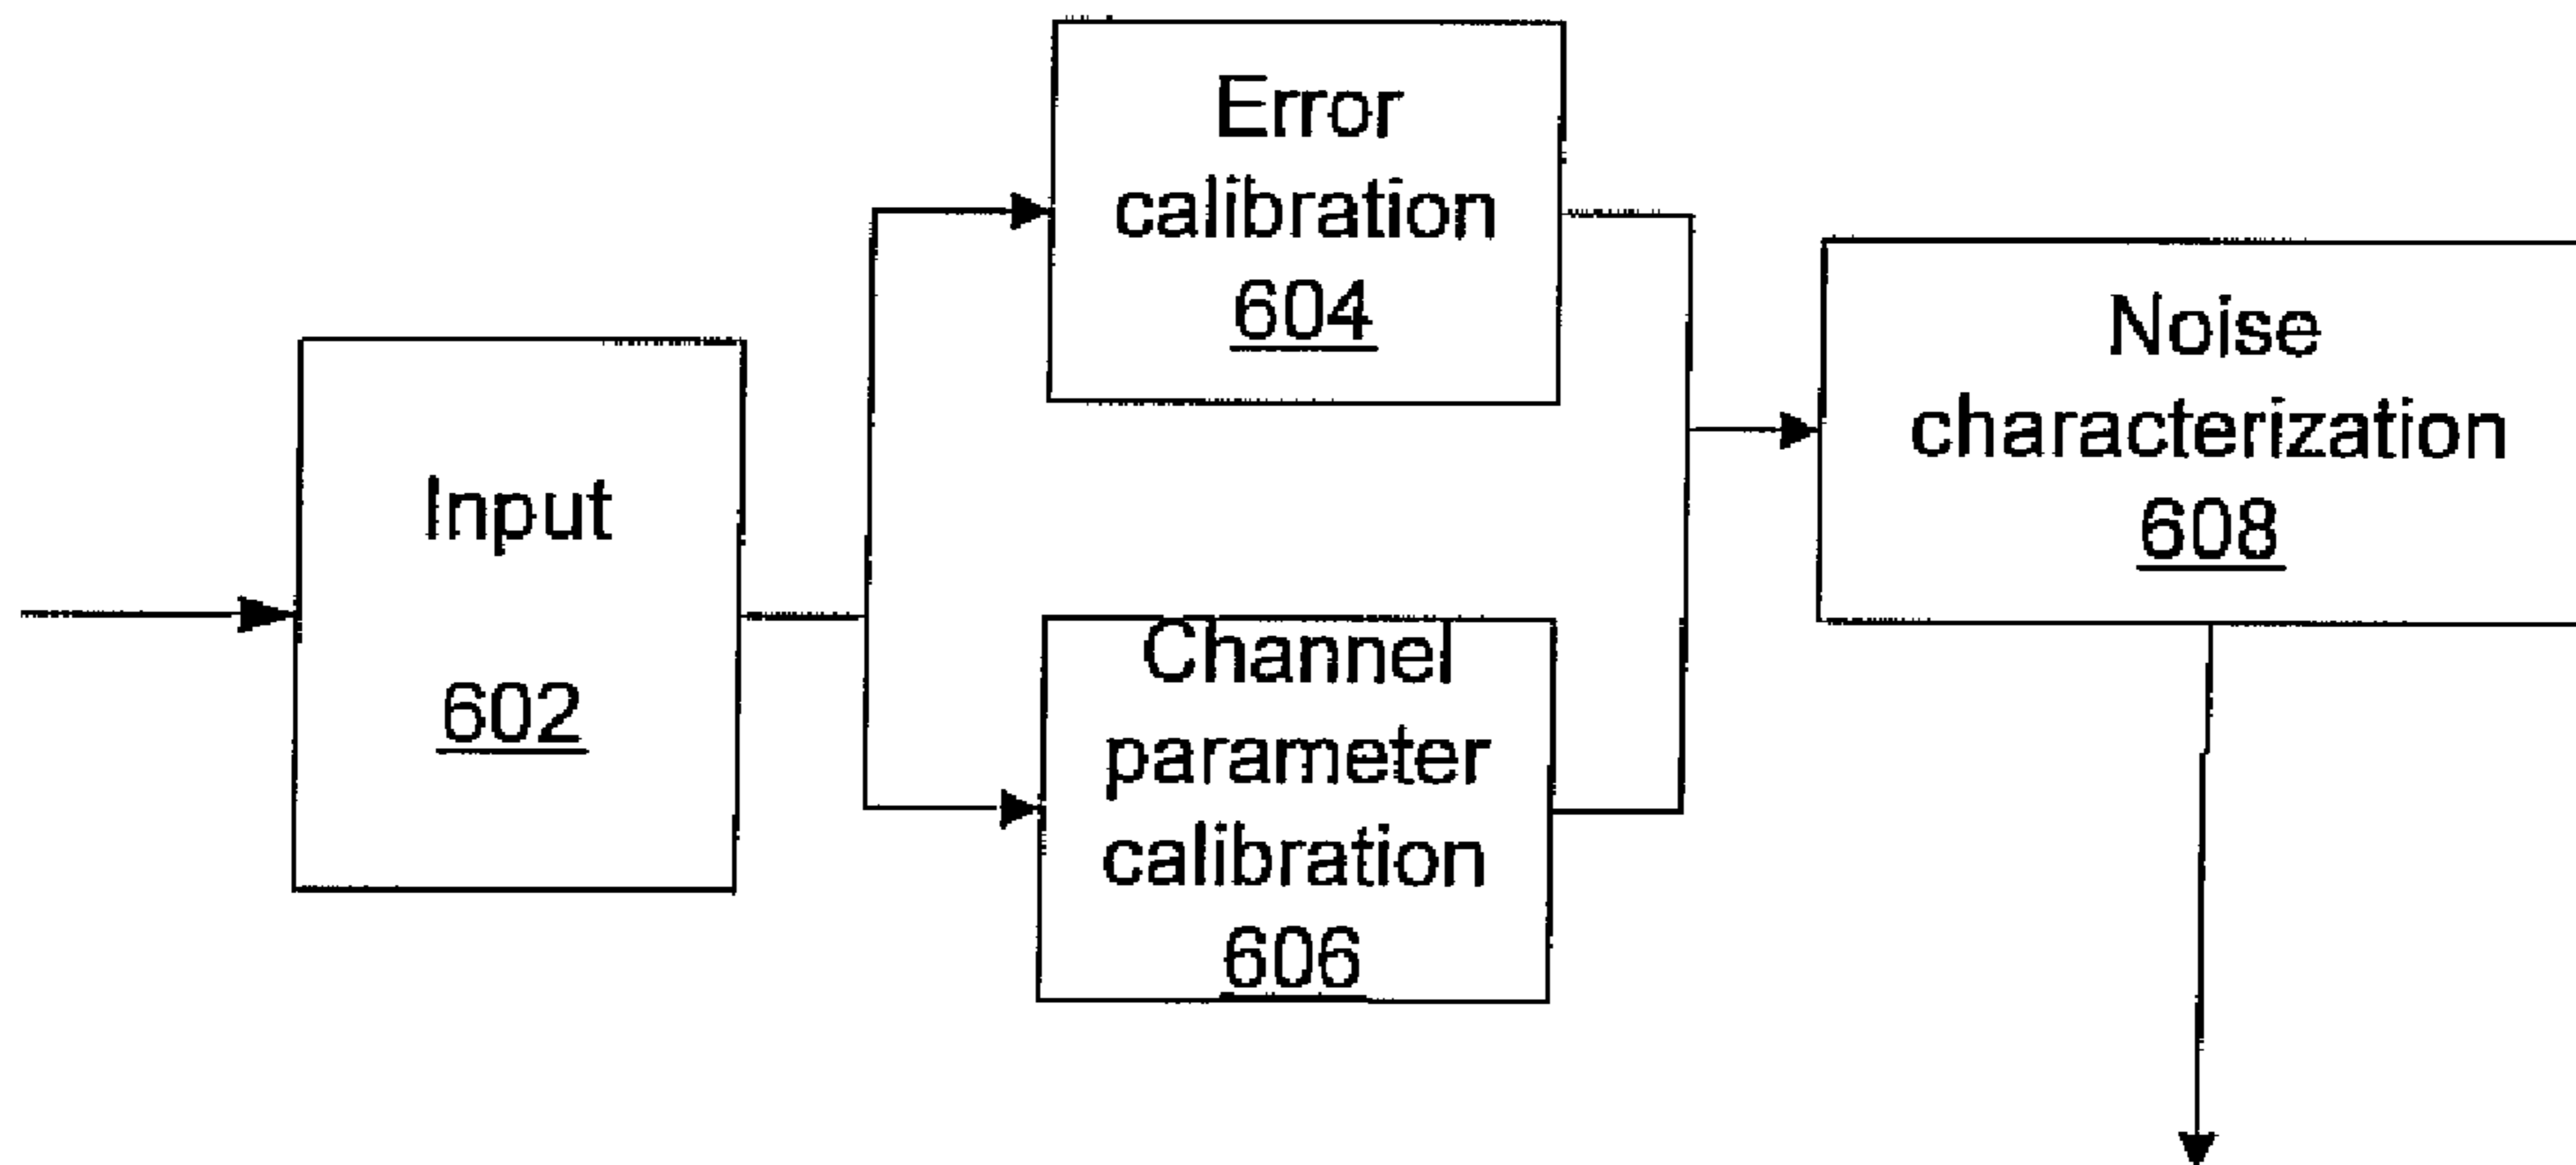 Error
calibration
604
Noise
characterization
608
Input
602
Channel
parameter
calibration
606